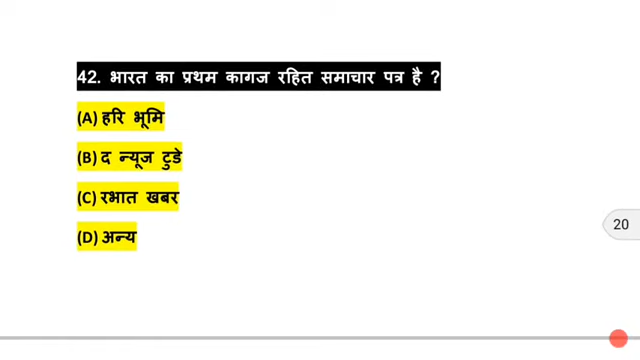 42. भारत का प्रथम कागज रहित समाचार पत्र है ?
(A) हरि भूमि
(B) द न्यूज टुडे
(C) रभात खबर
(D) अन्य
20